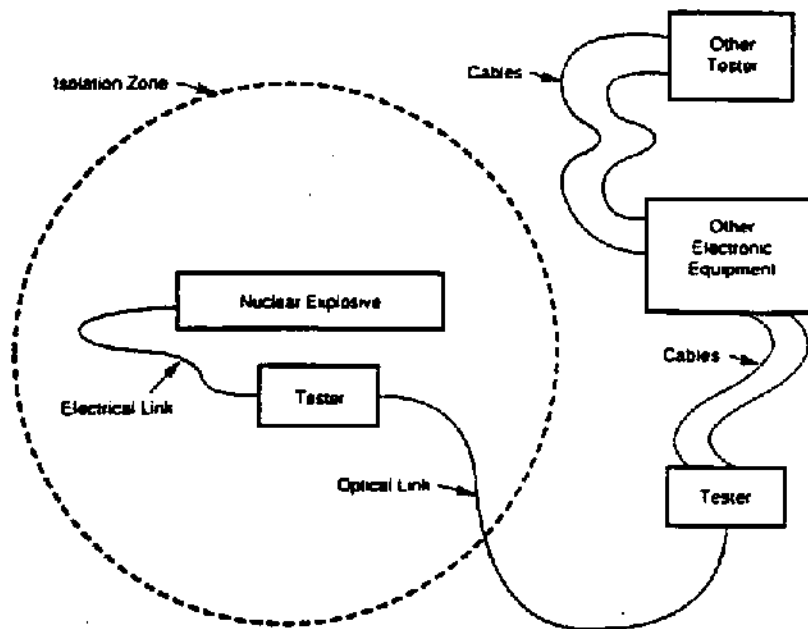 Other
Tester
Cables
Isolation Zone
Other
Electronic
Equipment
Nuclear Explosive
Cables
Tester
Electrical Link
Optical Link
Tester